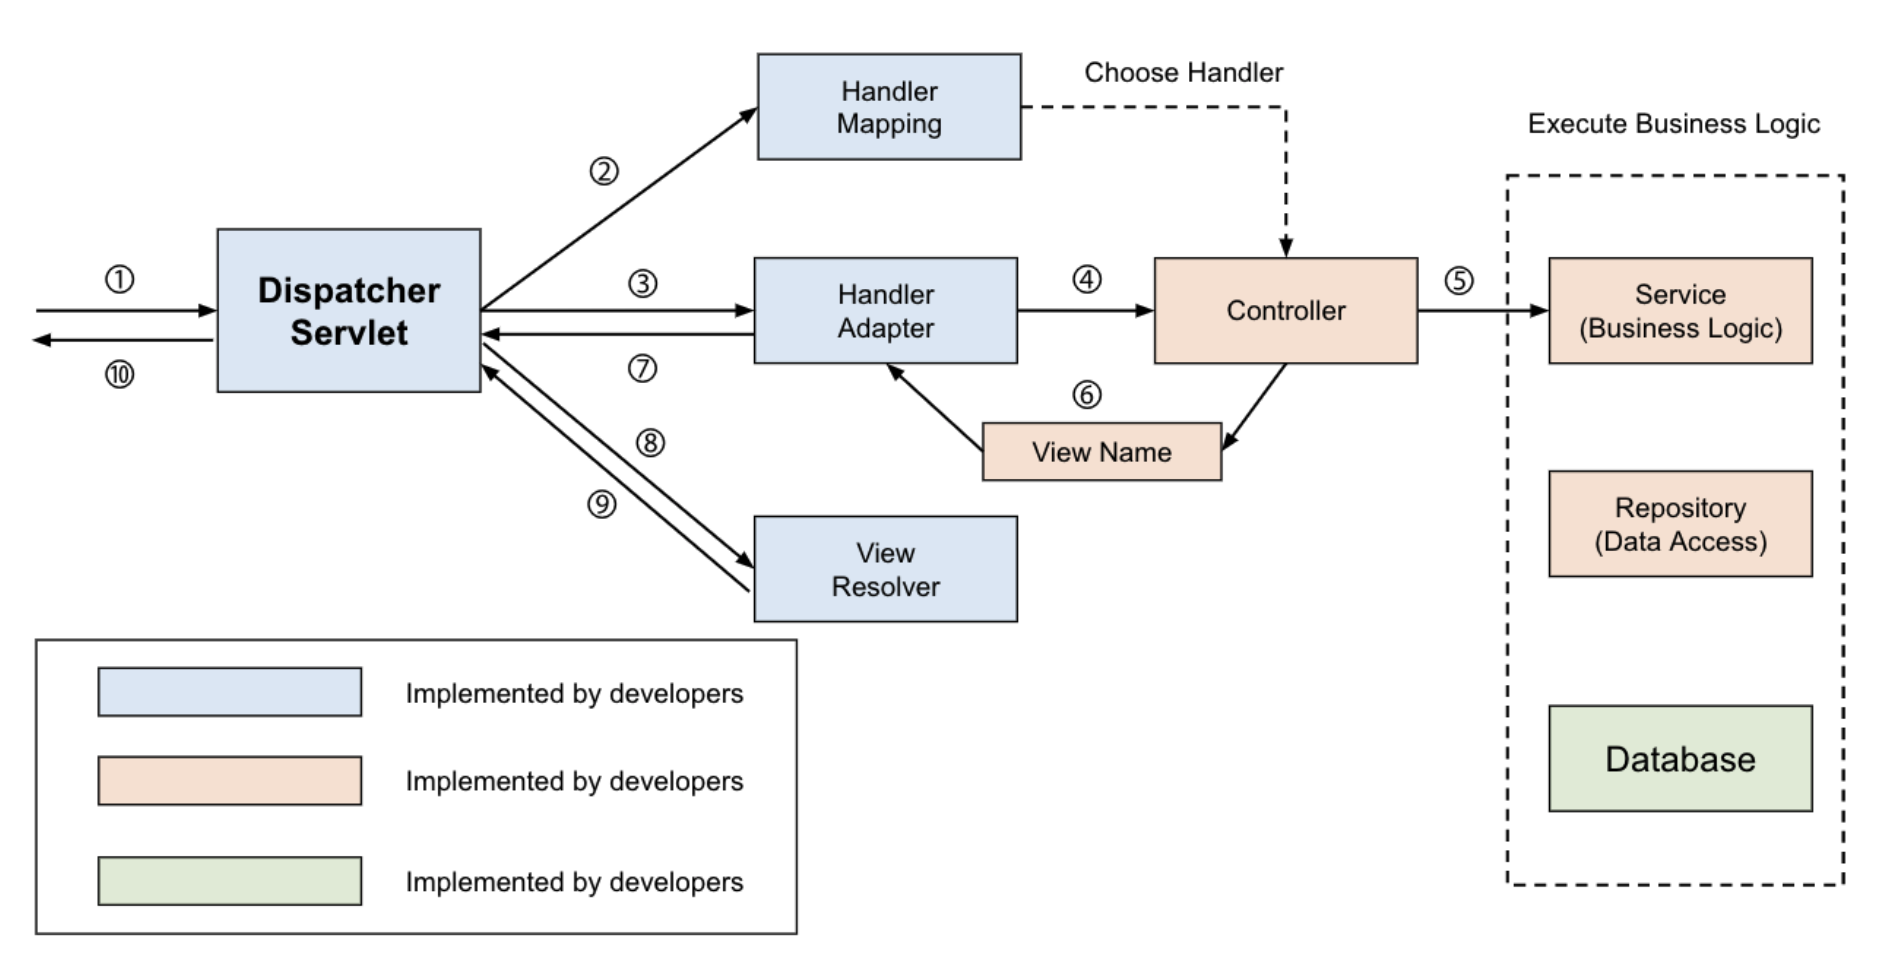 Handler
Mapping
Choose Handler
Execute Business Logic
②
①
Dispatcher
Servlet
③
Handler
Adapter
④
Controller
⑤
Service
(Business Logic)
⑩
⑦
⑥
View Name
⑧
⑨
View
Resolver
Repository
(Data Access)
Database
Implemented by developers
Implemented by developers
Implemented by developers